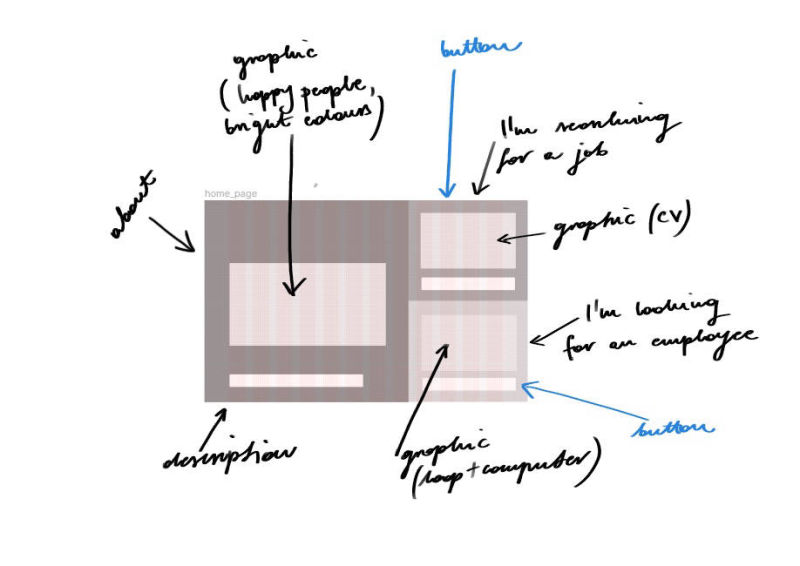 graphic
(happy people,
bright colours)
button
I'm searching
for a job
about
home_page
graphic (cv)
I'm looking
for an employee
description
graphic
(loop + computer)
button